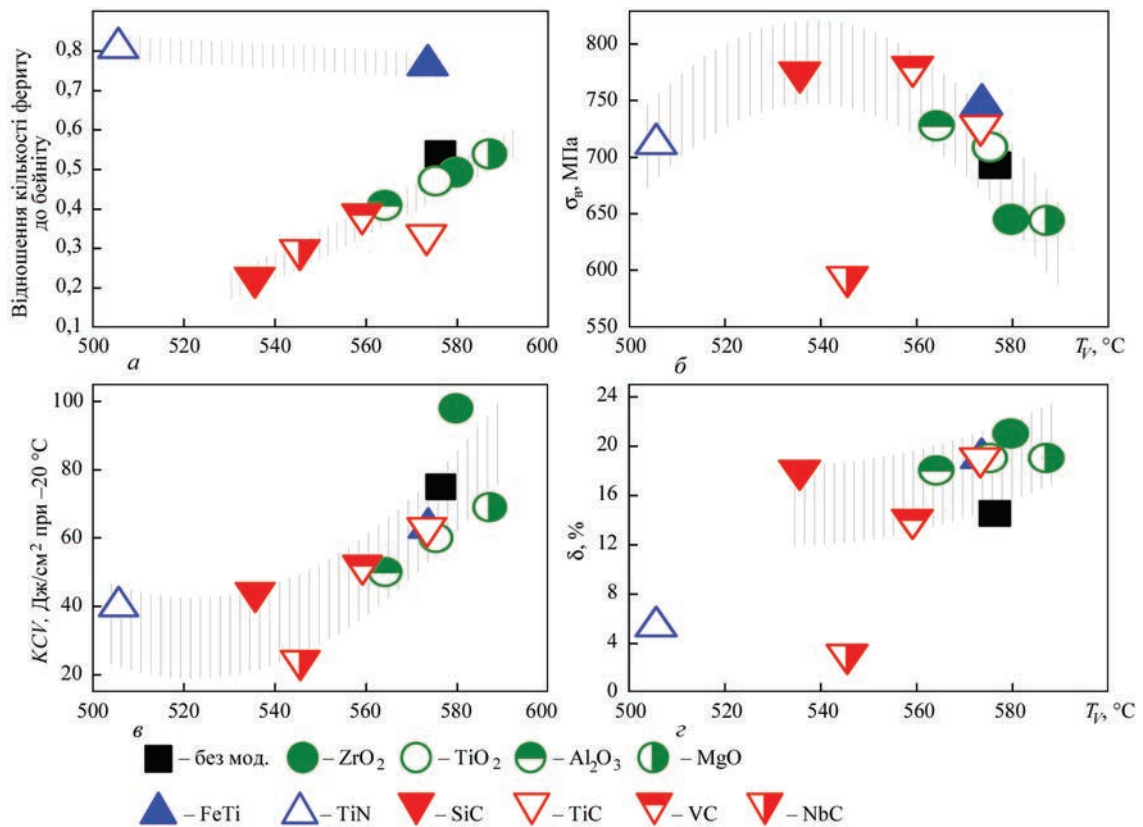 Відношення кількості фериту
до бейніту
0,8
0,7
0,6
0,5
0,4
0,3
0,2
0,1
500 520 540 560 580 600
а
σв, МПа
800
750
700
650
600
550
500 520 540 560 580 TV, °C
б
KCV, Дж/см² при –20 °C
100
80
60
40
20
500 520 540 560 580 600
в
δ, %
24
20
16
12
8
4
0
500 520 540 560 580 TV, °C
г
– без мод. – ZrO₂ – TiO₂ – Al₂O₃ – MgO
– FeTi – TiN – SiC – TiC – VC – NbC